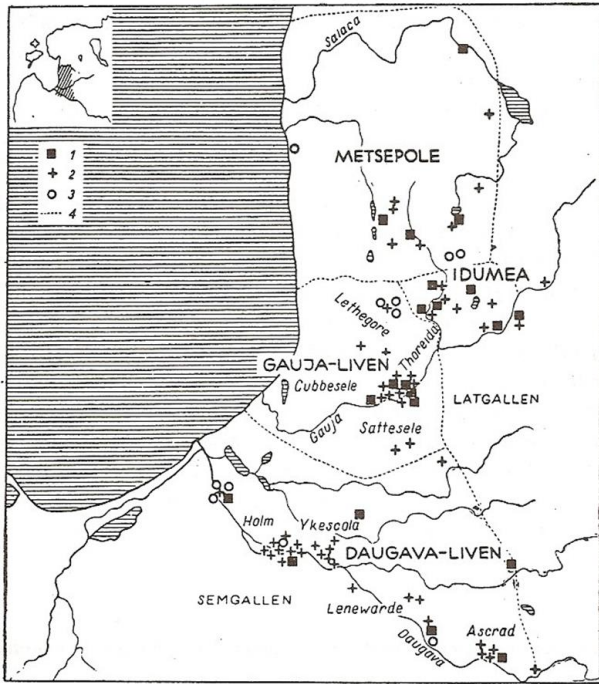 Salaca
1
2
3
4
METSEPOLE
IDUMEA
Lethegore
Thoreida
GAUJA-LIVEN
Cubbesele
LATGALLEN
Gauja
Sattesele
Holm
Ykescola
DAUGAVA-LIVEN
SEMGALLEN
Lenewarde
Daugava
Ascrad